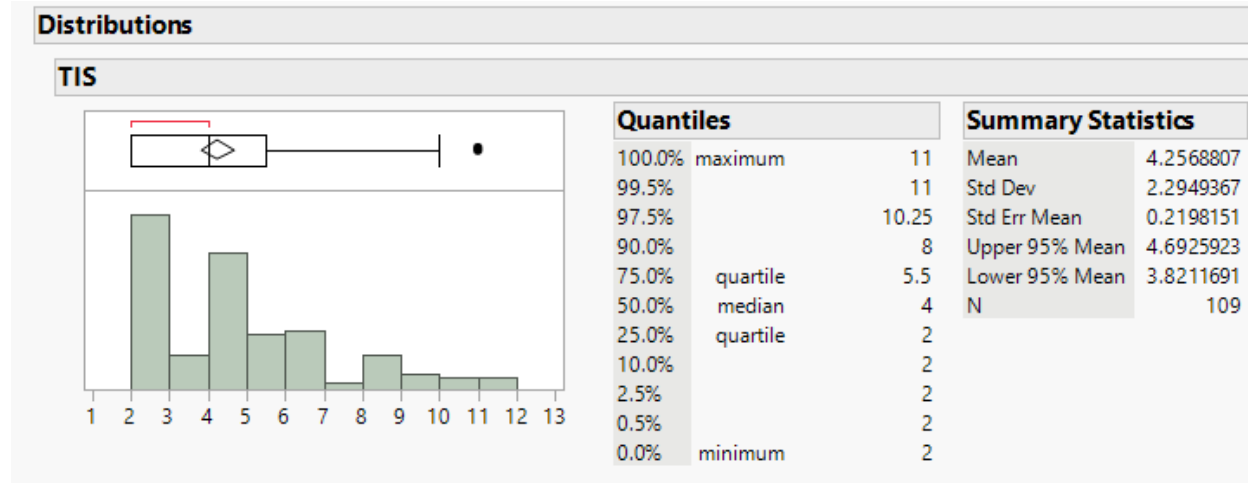 Distributions
TIS
1 2 3 4 5 6 7 8 9 10 11 12 13
Quantiles
100.0% maximum 11
99.5% 11
97.5% 10.25
90.0% 8
75.0% quartile 5.5
50.0% median 4
25.0% quartile 2
10.0% 2
2.5% 2
0.5% 2
0.0% minimum 2
Summary Statistics
Mean 4.2568807
Std Dev 2.2949367
Std Err Mean 0.2198151
Upper 95% Mean 4.6925923
Lower 95% Mean 3.8211691
N 109